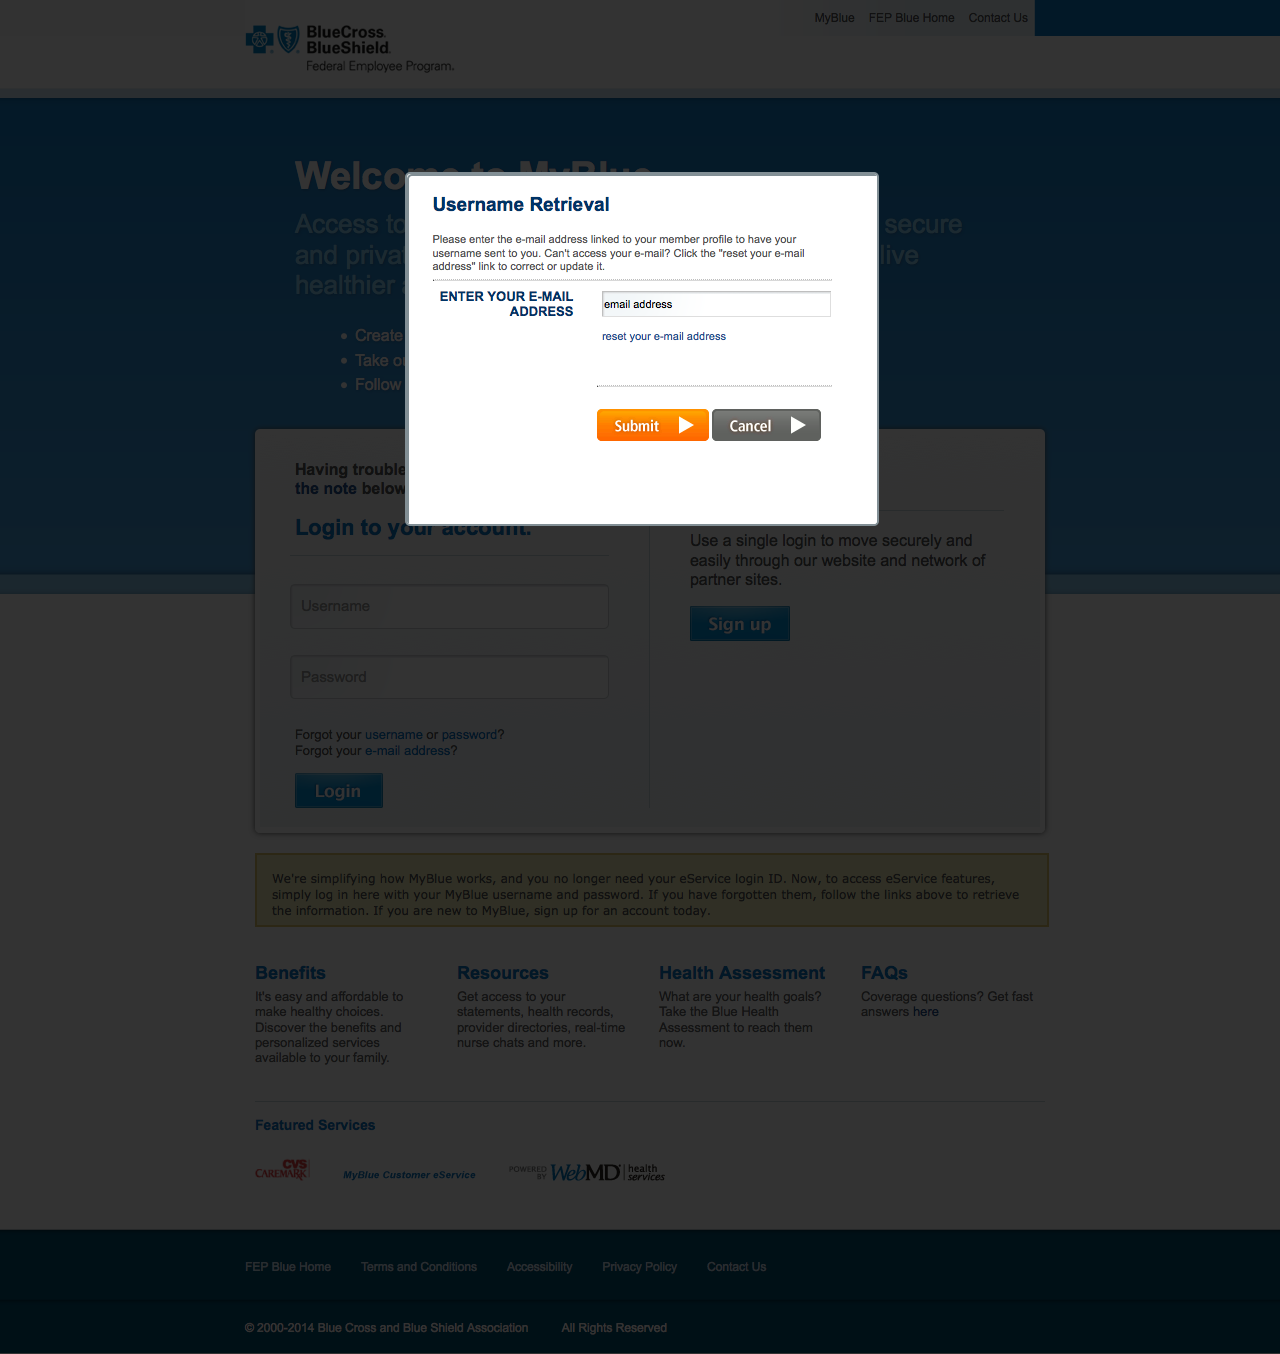 MyBlue FEP Blue Home Contact Us
BlueCross
BlueShield
Federal Employee Program.
Welcome to MyBlue
Access to secure
and privat live
healthier
Create
Take
Follow
Username Retrieval
Please enter the e-mail address linked to your member profile to have your
username sent to you. Can't access your e-mail? Click the "reset your e-mail
address" link to correct or update it.
ENTER YOUR E-MAIL
ADDRESS
email address
reset your e-mail address
Submit Cancel
Having trouble
the note below
Login to your account.
Username
Password
Forgot your username or password?
Forgot your e-mail address?
Login
Use a single login to move securely and
easily through our website and network of
partner sites.
Sign up
We're simplifying how MyBlue works, and you no longer need your eService login ID. Now, to access eService features,
simply log in here with your MyBlue username and password. If you have forgotten them, follow the links above to retrieve
the information. If you are new to MyBlue, sign up for an account today.
Benefits
It's easy and affordable to
make healthy choices.
Discover the benefits and
personalized services
available to your family.
Resources
Get access to your
statements, health records,
provider directories, real-time
nurse chats and more.
Health Assessment
What are your health goals?
Take the Blue Health
Assessment to reach them
now.
FAQs
Coverage questions? Get fast
answers here
Featured Services
CVS
CAREMARK
MyBlue Customer eService
POWERED
BY WebMD health
services
FEP Blue Home Terms and Conditions Accessibility Privacy Policy Contact Us
© 2000-2014 Blue Cross and Blue Shield Association All Rights Reserved